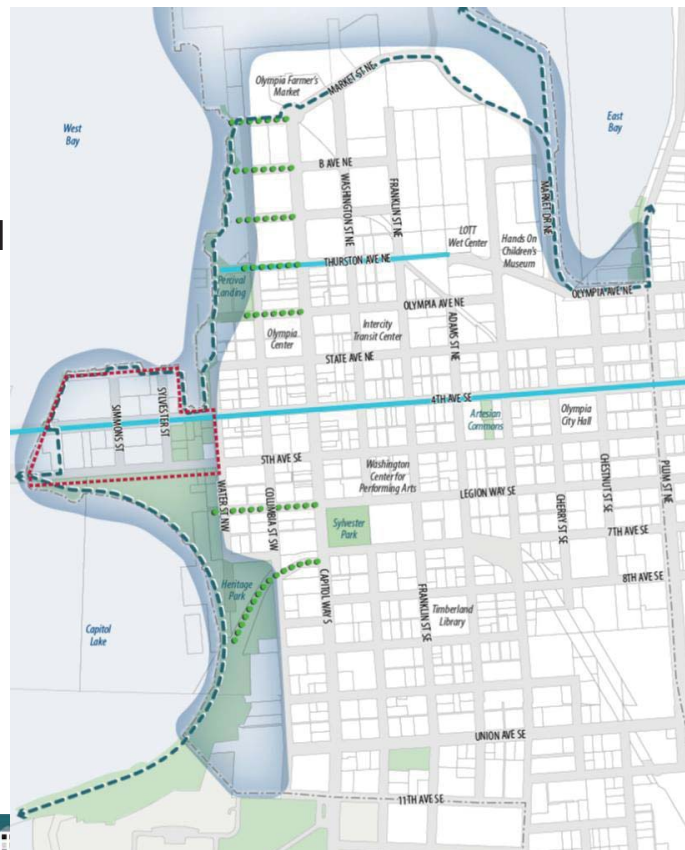 Olympia Farmer's
Market
MARKET ST NE
West
Bay
East
Bay
B AVE NE
WASHINGTON ST NE
FRANKLIN ST NE
MARKET DR NE
LOTT
Wet Center
Hands On
Children's
Museum
THURSTON AVE NE
Percival
Landing
OLYMPIA AVE NE
OLYMPIA AVE NE
Olympia
Center
Intercity
Transit Center
ADAMS ST NE
STATE AVE NE
4TH AVE SE
SYLVESTER ST
SIMMONS ST
Artesian
Commons
Olympia
City Hall
5TH AVE SE
Washington
Center for
Performing Arts
LEGION WAY SE
CHESTNUT ST SE
PLUM ST NE
WATER ST NW
COLUMBIA ST SW
CHERRY ST SE
Sylvester
Park
7TH AVE SE
8TH AVE SE
Heritage
Park
CAPITOL WAY S
FRANKLIN ST SE
Timberland
Library
Capitol
Lake
UNION AVE SE
11TH AVE SE